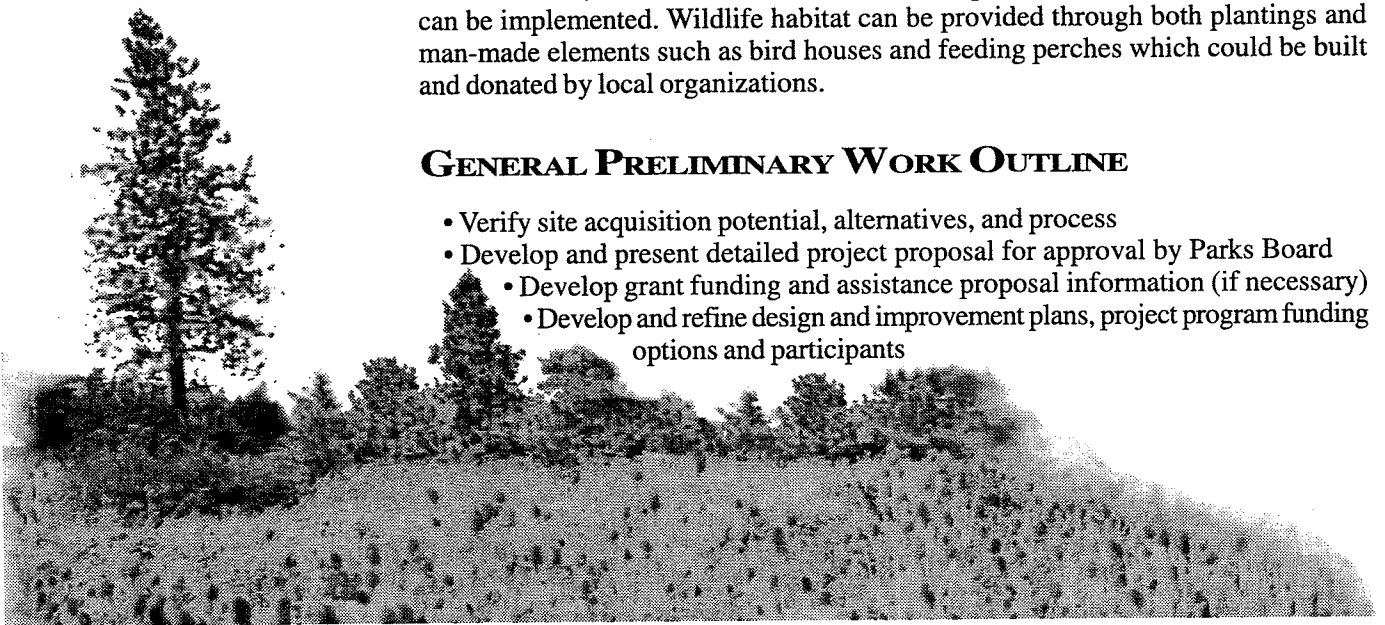 can be implemented. Wildlife habitat can be provided through both plantings and
man-made elements such as bird houses and feeding perches which could be built
and donated by local organizations.
GENERAL PRELIMINARY WORK OUTLINE
• Verify site acquisition potential, alternatives, and process
• Develop and present detailed project proposal for approval by Parks Board
• Develop grant funding and assistance proposal information (if necessary)
• Develop and refine design and improvement plans, project program funding
options and participants